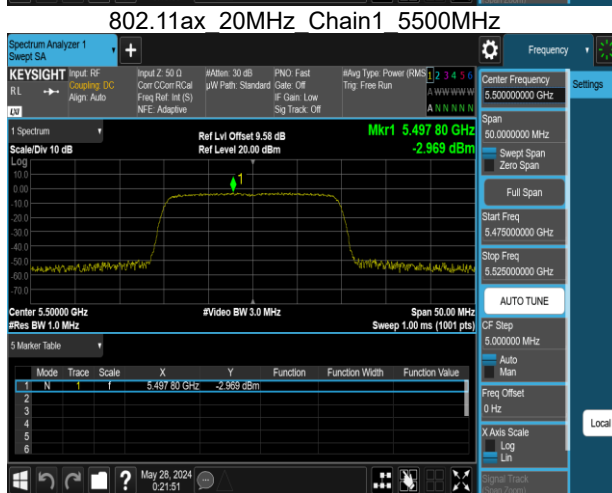 802.11ax_20MHz_Chain1_5500MHz
Spectrum Analyzer 1
Swept SA
+
Frequency
KEYSIGHT
RL
Input: RF
Coupling: DC
Align: Auto
Input Z: 50 Ω
Corr CCorr RCal
Freq Ref: Int (S)
NFE: Adaptive
#Atten: 30 dB
µW Path: Standard
PNO: Fast
Gate: Off
IF Gain: Low
Sig Track: Off
#Avg Type: Power (RMS
Trig: Free Run
1 2 3 4 5 6
A WWWWW
A N N N N N
Center Frequency
5.500000000 GHz
Settings
Span
50.0000000 MHz
Swept Span
Zero Span
Full Span
Start Freq
5.475000000 GHz
Stop Freq
5.525000000 GHz
AUTO TUNE
CF Step
5.000000 MHz
Auto
Man
Freq Offset
0 Hz
X Axis Scale
Log
Lin
Signal Track
(Span Zoom)
Local
1 Spectrum
Scale/Div 10 dB
Log
Ref Lvl Offset 9.58 dB
Ref Level 20.00 dBm
Mkr1 5.497 80 GHz
-2.969 dBm
1
10.0
0.00
-10.0
-20.0
-30.0
-40.0
-50.0
-60.0
-70.0
Center 5.50000 GHz
#Res BW 1.0 MHz
#Video BW 3.0 MHz
Span 50.00 MHz
Sweep 1.00 ms (1001 pts)
5 Marker Table
Mode Trace Scale X Y Function Function Width Function Value
1 N 1 f 5.497 80 GHz -2.969 dBm
2
3
4
5
6
?
May 28, 2024
0:21:51